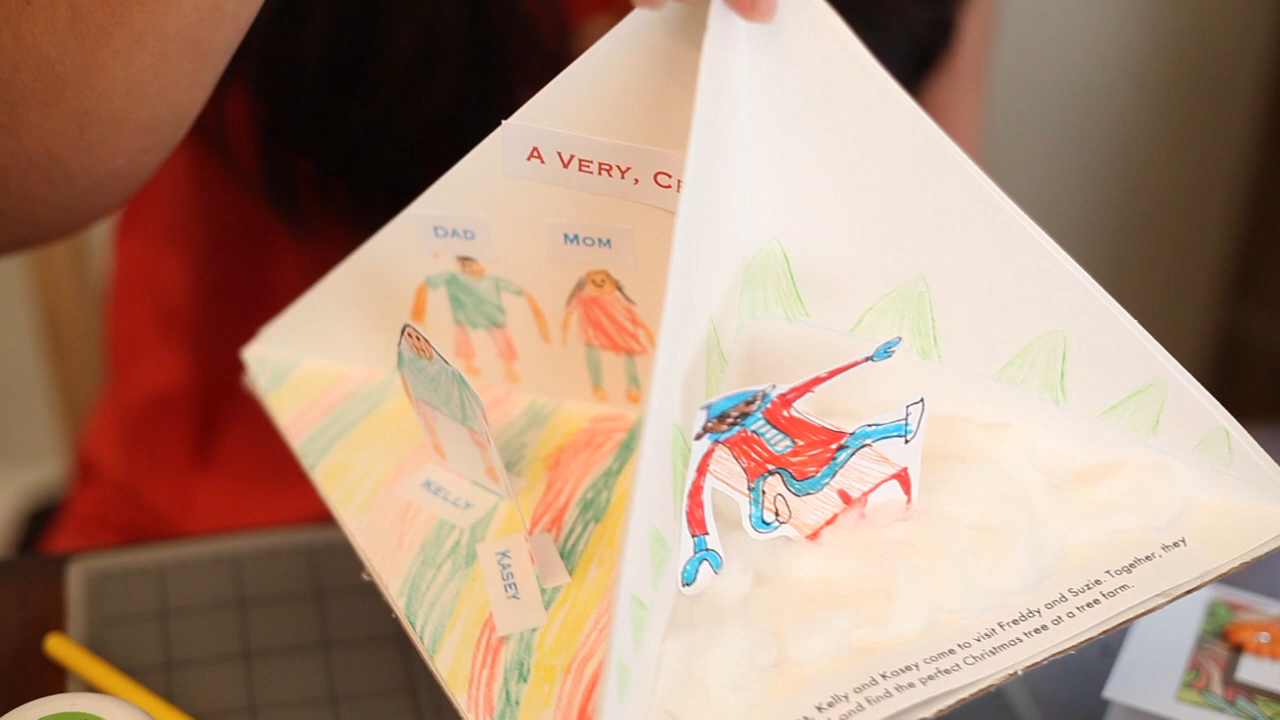 A VERY, C
DAD
MOM
KELLY
KASEY
Kelly and Kasey come to visit Freddy and Suzie. Together, they
and find the perfect Christmas tree at a tree farm.